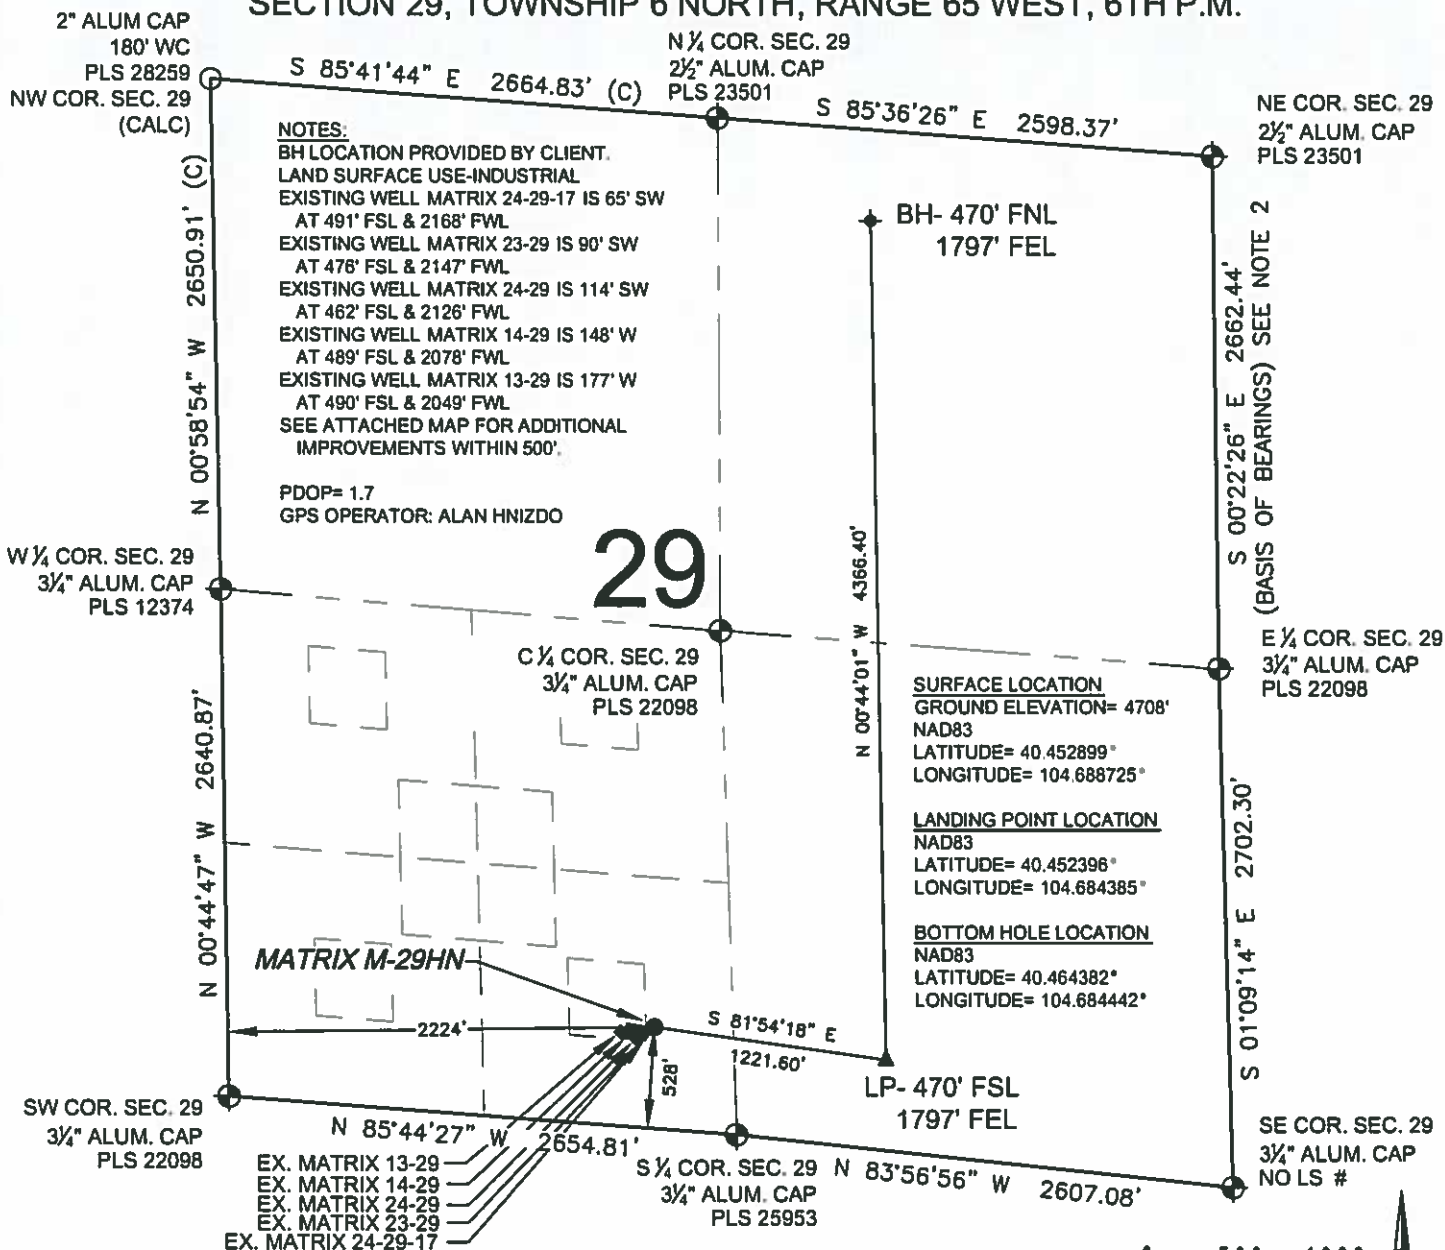 SECTION 29, TOWNSHIP 6 NORTH, RANGE 65 WEST, 6TH P.M.
2" ALUM CAP
180' WC
PLS 28259
NW COR. SEC. 29
(CALC)
S 85°41'44" E 2664.83' (C)
N ¼ COR. SEC. 29
2½" ALUM. CAP
PLS 23501
S 85°36'26" E 2598.37'
NE COR. SEC. 29
2½" ALUM. CAP
PLS 23501
NOTES:
BH LOCATION PROVIDED BY CLIENT.
LAND SURFACE USE-INDUSTRIAL
EXISTING WELL MATRIX 24-29-17 IS 65' SW
AT 491' FSL & 2168' FWL
EXISTING WELL MATRIX 23-29 IS 90' SW
AT 476' FSL & 2147' FWL
EXISTING WELL MATRIX 24-29 IS 114' SW
AT 462' FSL & 2126' FWL
EXISTING WELL MATRIX 14-29 IS 148' W
AT 489' FSL & 2078' FWL
EXISTING WELL MATRIX 13-29 IS 177' W
AT 490' FSL & 2049' FWL
SEE ATTACHED MAP FOR ADDITIONAL
IMPROVEMENTS WITHIN 500'.
PDOP= 1.7
GPS OPERATOR: ALAN HNIZDO
BH- 470' FNL
1797' FEL
N 00°58'54" W 2650.91' (C)
S 00°22'26" E 2662.44'
(BASIS OF BEARINGS) SEE NOTE 2
W ¼ COR. SEC. 29
3¼" ALUM. CAP
PLS 12374
29
N 00°44'01" W 4366.40'
C ¼ COR. SEC. 29
3¼" ALUM. CAP
PLS 22098
E ¼ COR. SEC. 29
3¼" ALUM. CAP
PLS 22098
SURFACE LOCATION
GROUND ELEVATION= 4708'
NAD83
LATITUDE= 40.452899°
LONGITUDE= 104.688725°
LANDING POINT LOCATION
NAD83
LATITUDE= 40.452396°
LONGITUDE= 104.684385°
BOTTOM HOLE LOCATION
NAD83
LATITUDE= 40.464382°
LONGITUDE= 104.684442°
N 00°44'47" W 2640.87'
S 01°09'14" E 2702.30'
MATRIX M-29HN
2224'
S 81°54'18" E
1221.60'
528'
LP- 470' FSL
1797' FEL
SW COR. SEC. 29
3¼" ALUM. CAP
PLS 22098
N 85°44'27" W 2654.81'
EX. MATRIX 13-29
EX. MATRIX 14-29
EX. MATRIX 24-29
EX. MATRIX 23-29
EX. MATRIX 24-29-17
S ¼ COR. SEC. 29
3¼" ALUM. CAP
PLS 25953
N 83°56'56" W 2607.08'
SE COR. SEC. 29
3¼" ALUM. CAP
NO LS #